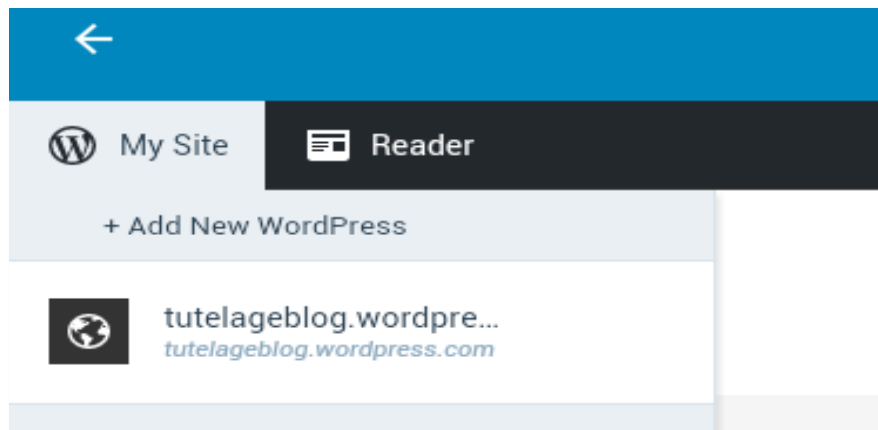 My Site Reader
+ Add New WordPress
tutelageblog.wordpre...
tutelageblog.wordpress.com